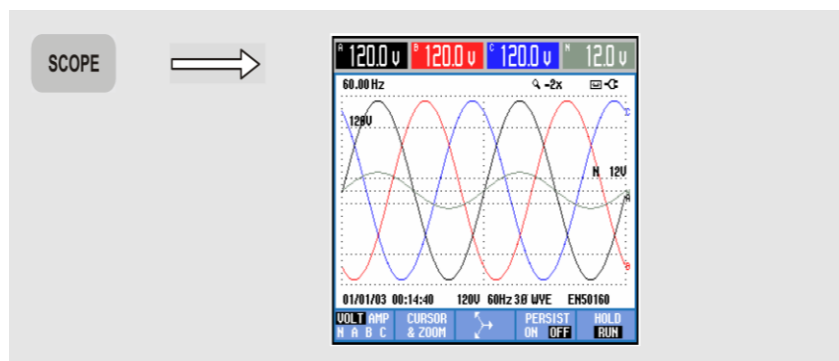 SCOPE
A 120.0 V B 120.0 V C 120.0 V N 12.0 V
60.00 Hz -2x
C
120V
N 12V
A
B
01/01/03 00:14:40 120V 60Hz 3Ø WYE EN50160
VOLT AMP CURSOR PERSIST HOLD
N A B C & ZOOM ON OFF RUN